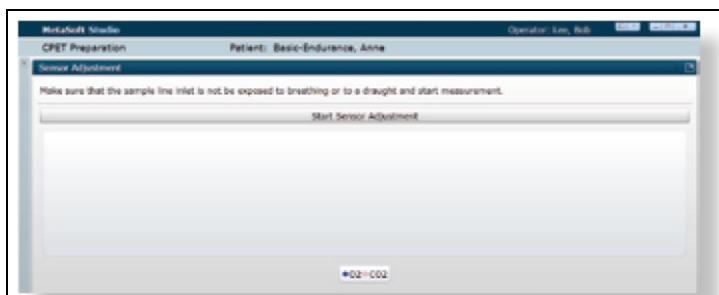 MetaSoft Studio Operator: Lee, Bob
CPET Preparation Patient: Basic-Endurance, Anne
Sensor Adjustment
Make sure that the sample line inlet is not be exposed to breathing or to a draught and start measurement.
Start Sensor Adjustment
O2 CO2